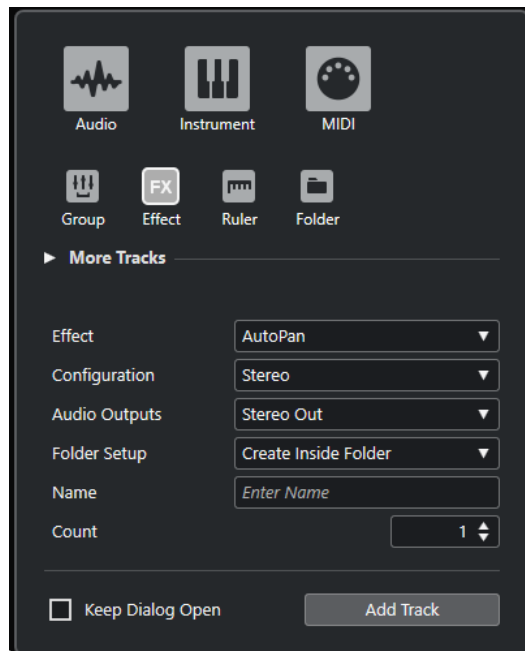 Audio Instrument MIDI
FX
Group Effect Ruler Folder
More Tracks
Effect AutoPan
Configuration Stereo
Audio Outputs Stereo Out
Folder Setup Create Inside Folder
Name Enter Name
Count 1
Keep Dialog Open Add Track